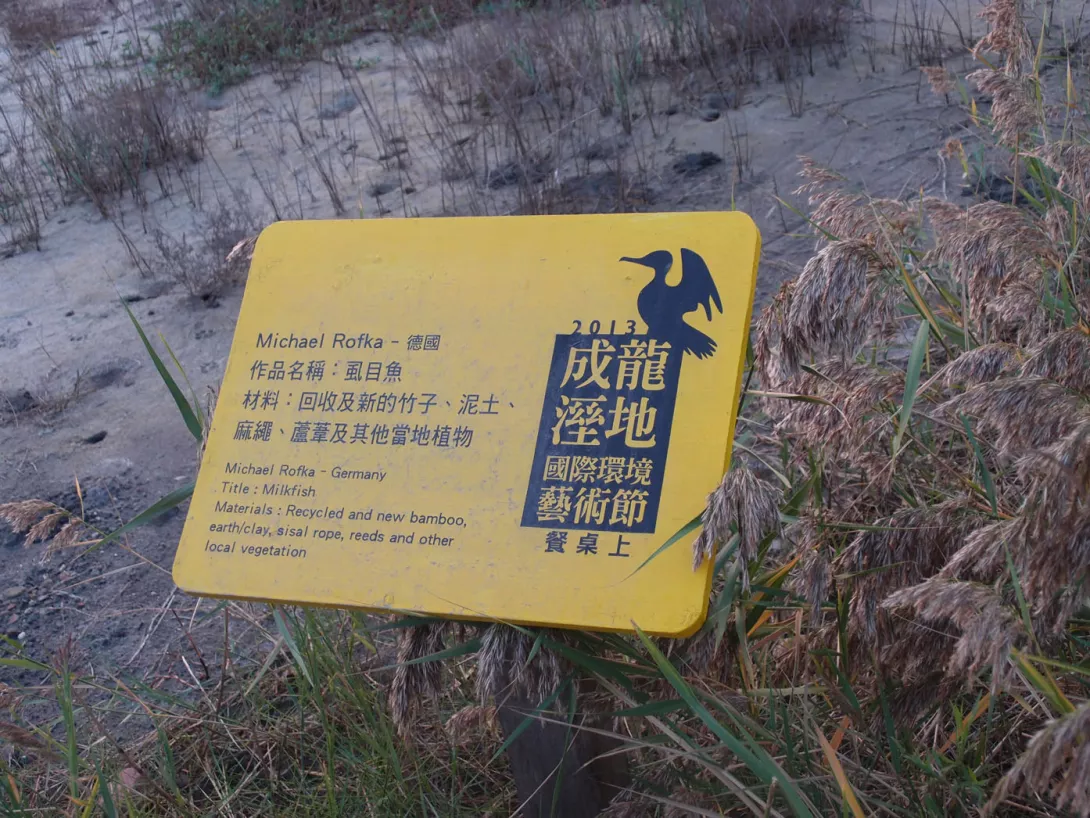 Michael Rofka - 德國
作品名稱：虱目魚
材料：回收及新的竹子、泥土、
麻繩、蘆葦及其他當地植物
Michael Rofka - Germany
Title : Milkfish
Materials : Recycled and new bamboo,
earth/clay, sisal rope, reeds and other
local vegetation
2013
成龍
溼地
國際環境
藝術節
餐桌上